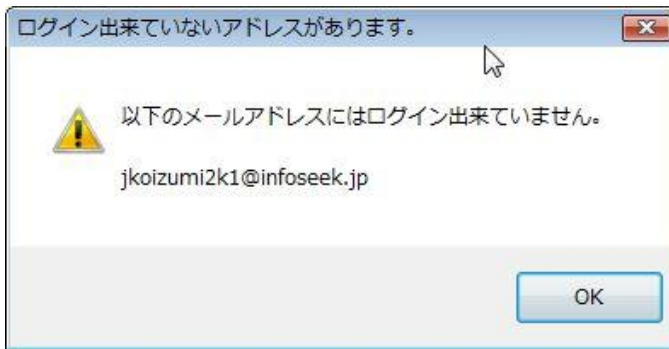 ログイン出来ていないアドレスがあります。
以下のメールアドレスにはログイン出来ていません。
jkoizumi2k1@infoseek.jp
OK